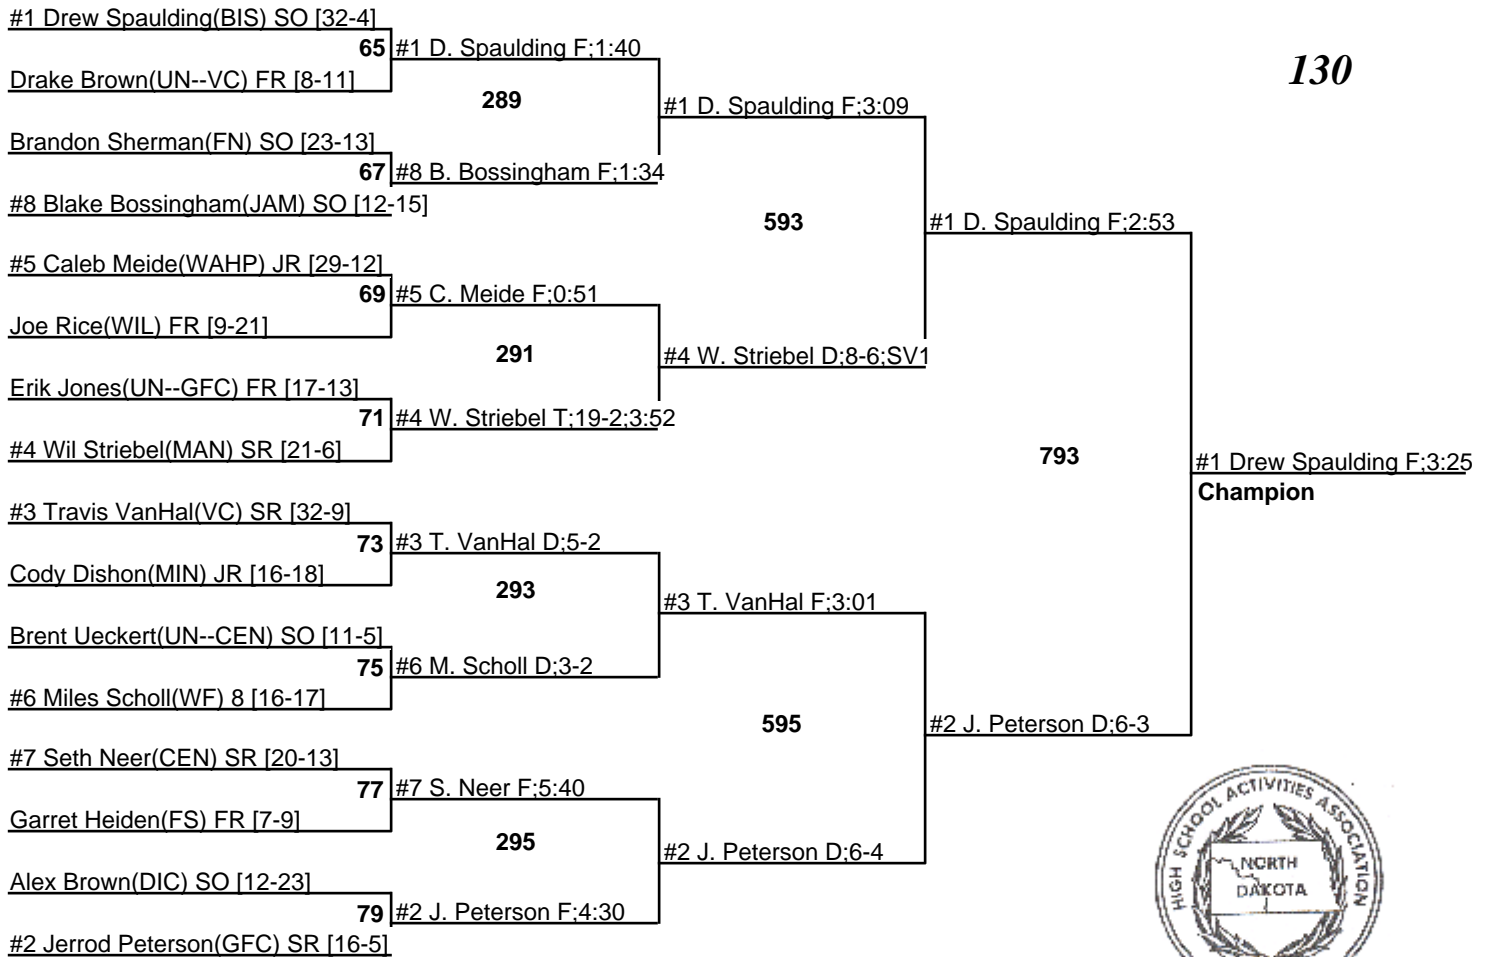 #1 Drew Spaulding(BIS) SO [32-4]
65 #1 D. Spaulding F;1:40
Drake Brown(UN--VC) FR [8-11]
289
#1 D. Spaulding F;3:09
130
Brandon Sherman(FN) SO [23-13]
67 #8 B. Bossingham F;1:34
#8 Blake Bossingham(JAM) SO [12-15]
593
#1 D. Spaulding F;2:53
#5 Caleb Meide(WAHP) JR [29-12]
69 #5 C. Meide F;0:51
Joe Rice(WIL) FR [9-21]
291
#4 W. Striebel D;8-6;SV1
Erik Jones(UN--GFC) FR [17-13]
71 #4 W. Striebel T;19-2;3:52
#4 Wil Striebel(MAN) SR [21-6]
793
#1 Drew Spaulding F;3:25
Champion
#3 Travis VanHal(VC) SR [32-9]
73 #3 T. VanHal D;5-2
Cody Dishon(MIN) JR [16-18]
293
#3 T. VanHal F;3:01
Brent Ueckert(UN--CEN) SO [11-5]
75 #6 M. Scholl D;3-2
#6 Miles Scholl(WF) 8 [16-17]
595
#2 J. Peterson D;6-3
#7 Seth Neer(CEN) SR [20-13]
77 #7 S. Neer F;5:40
Garret Heiden(FS) FR [7-9]
295
#2 J. Peterson D;6-4
Alex Brown(DIC) SO [12-23]
79 #2 J. Peterson F;4:30
#2 Jerrod Peterson(GFC) SR [16-5]
HIGH SCHOOL ACTIVITIES ASSOCIATION
NORTH
DAKOTA